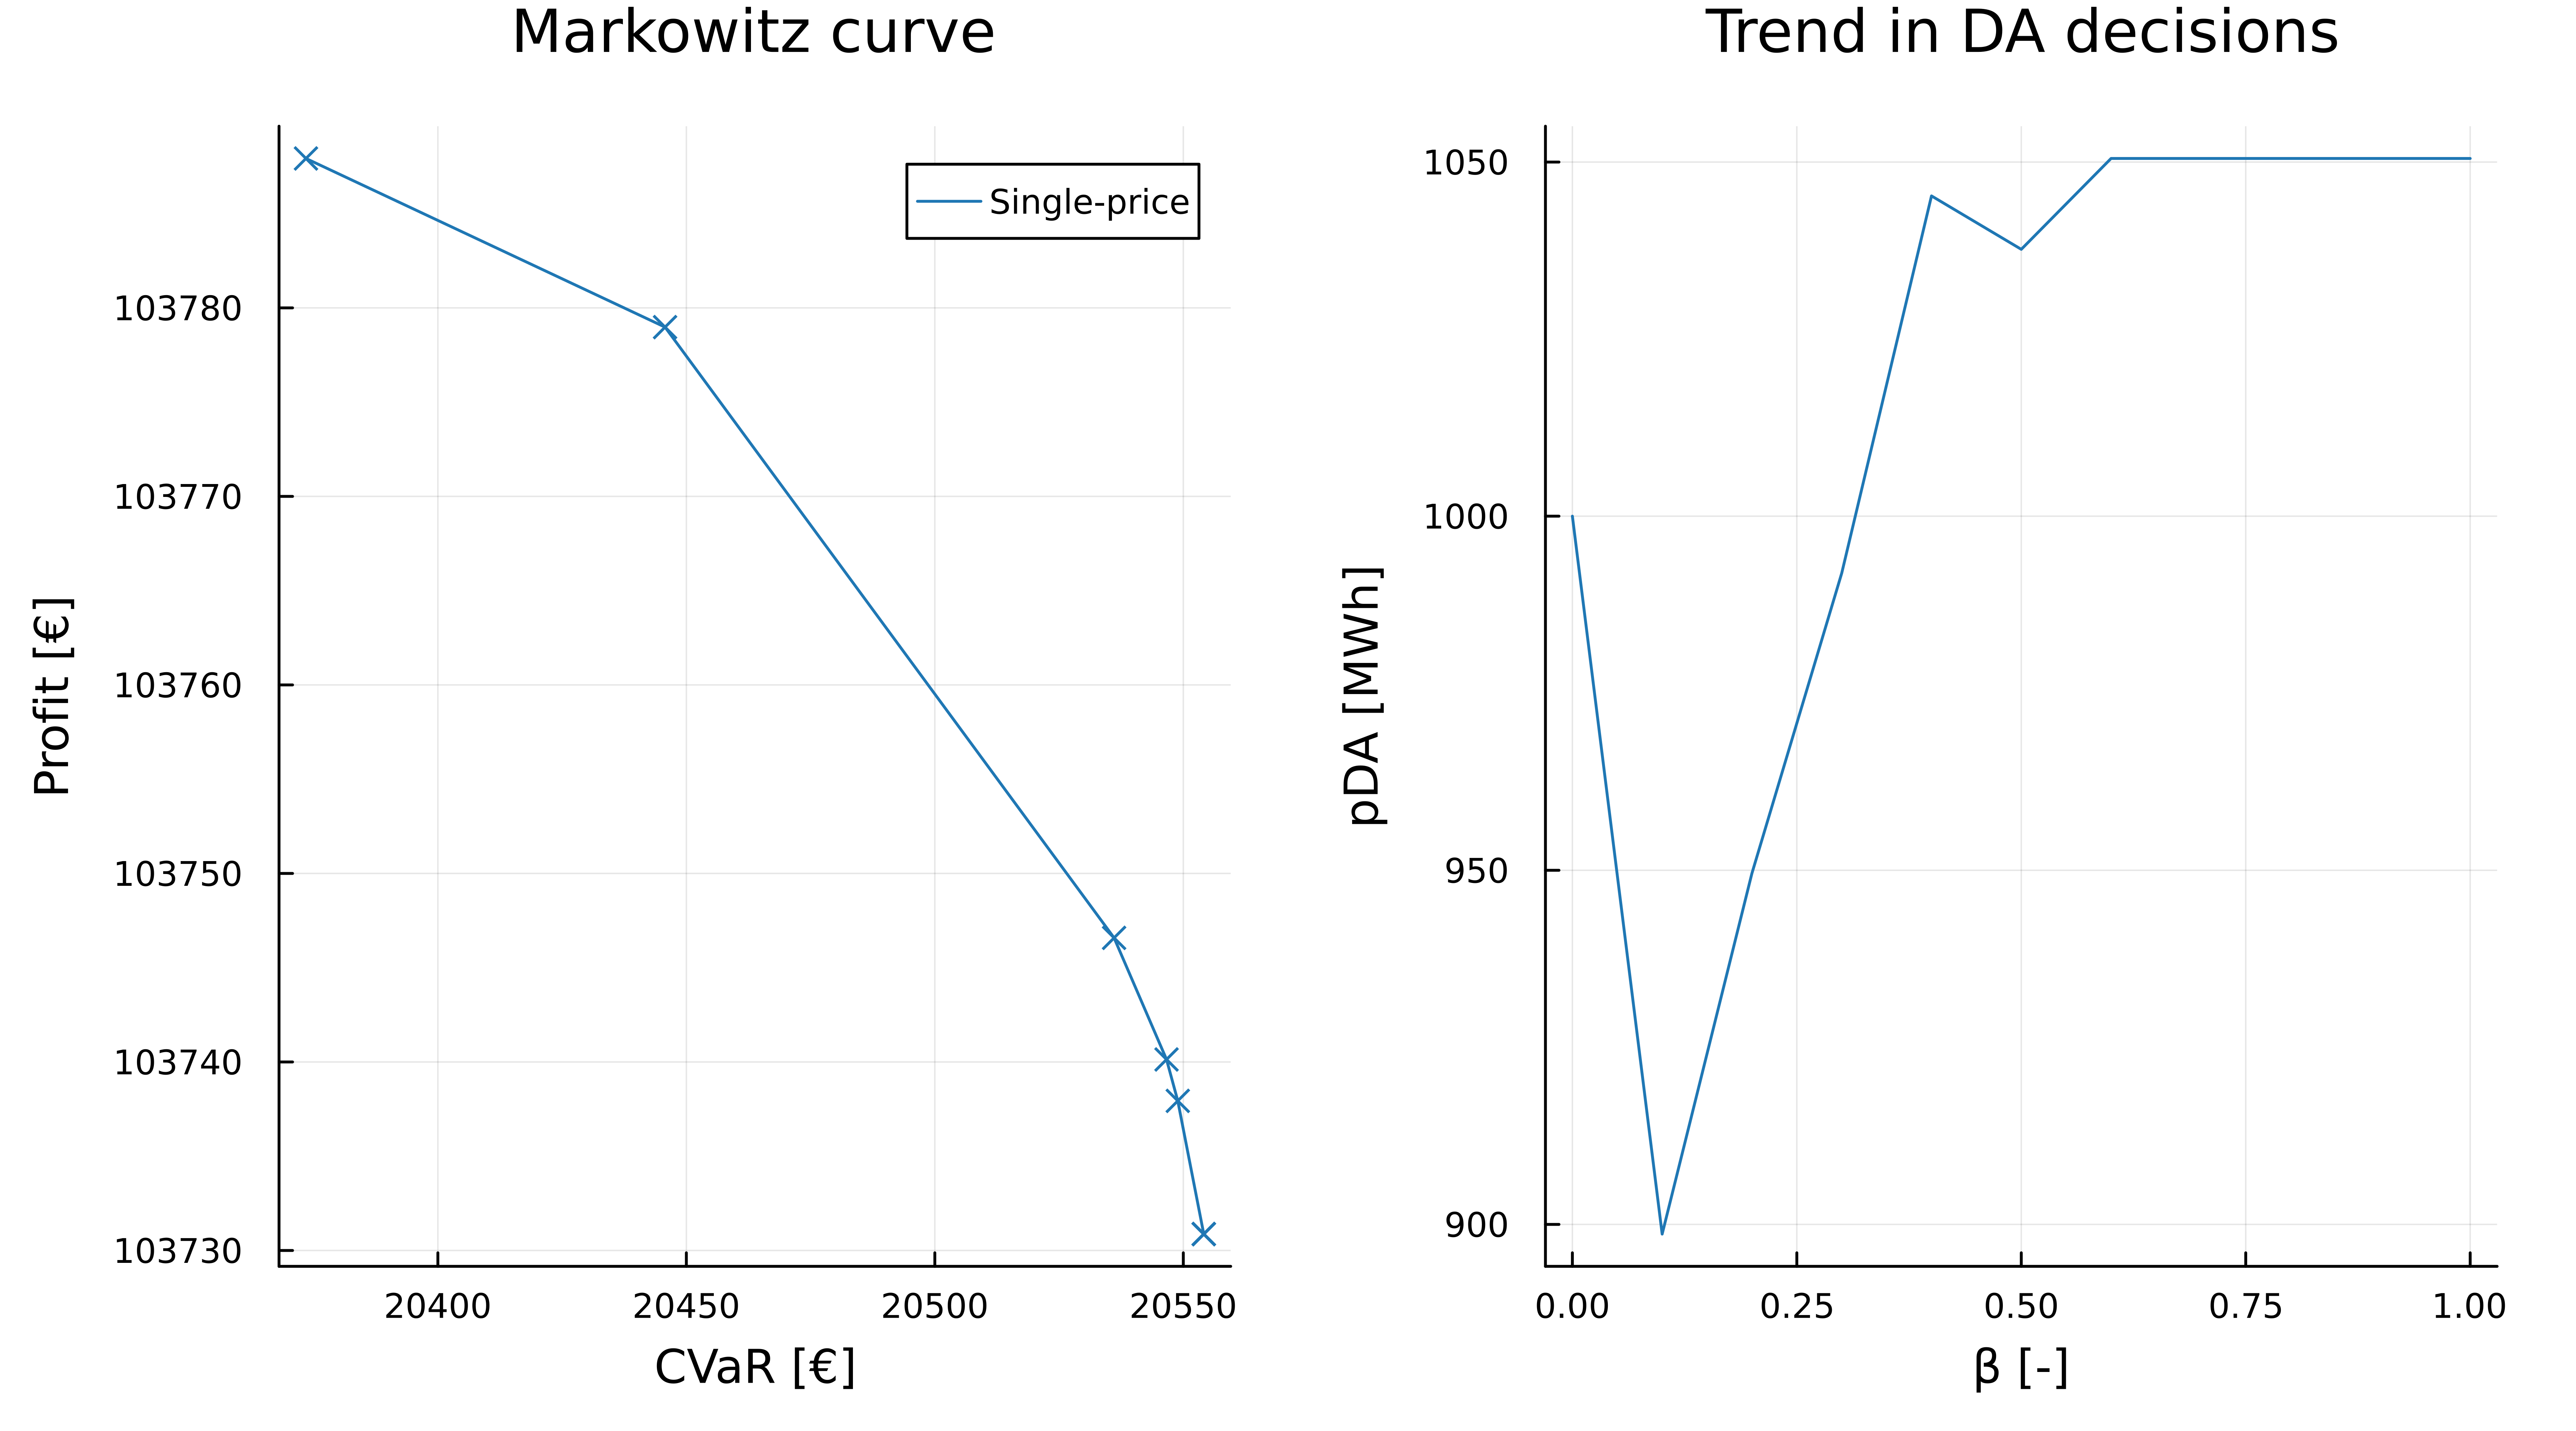 Markowitz curve
Profit [€]
103780
103770
103760
103750
103740
103730
Single-price
20400 20450 20500 20550
CVaR [€]
Trend in DA decisions
pDA [MWh]
1050
1000
950
900
0.00 0.25 0.50 0.75 1.00
β [-]